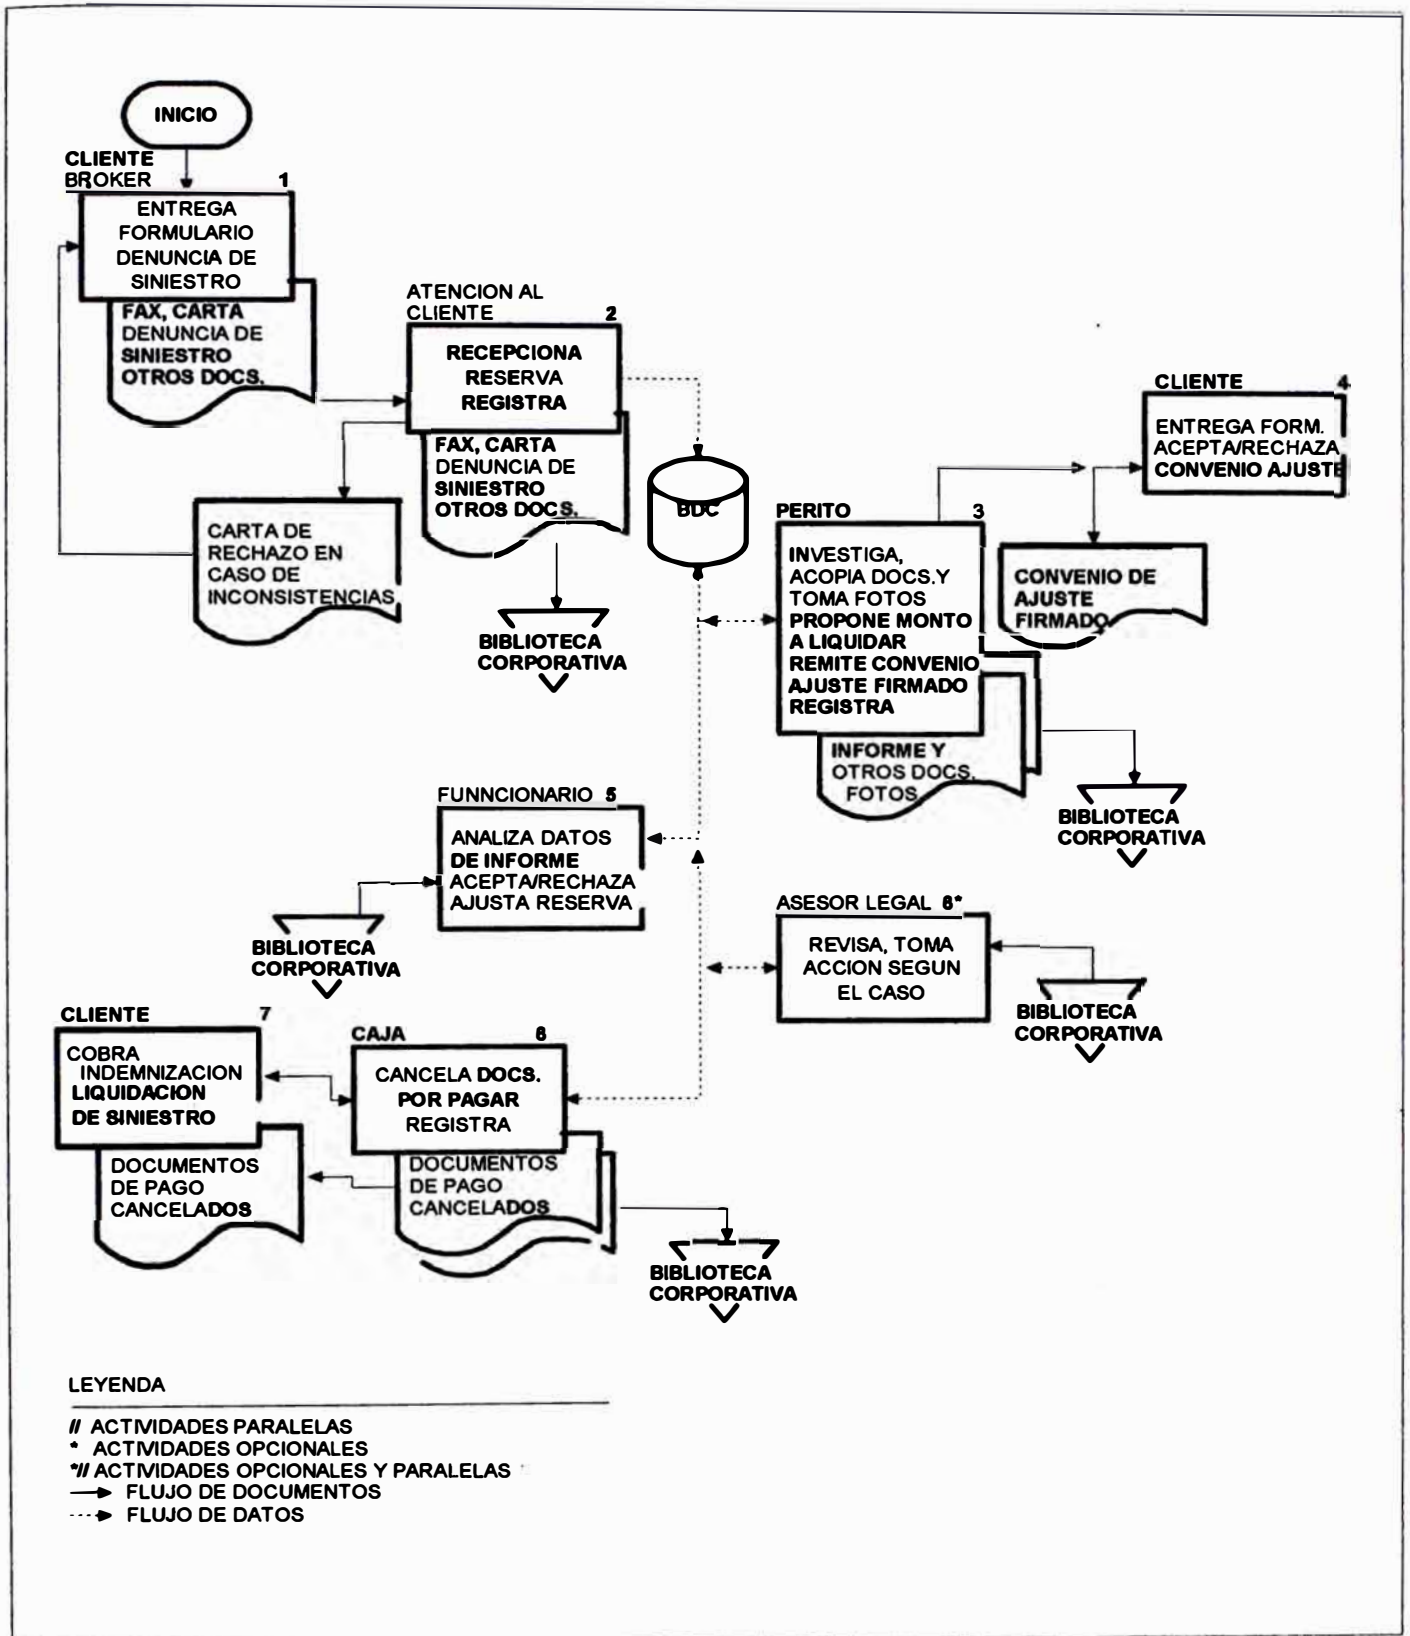 INICIO
CLIENTE
BROKER 1
ENTREGA
FORMULARIO
DENUNCIA DE
SINIESTRO
FAX, CARTA
DENUNCIA DE
SINIESTRO
OTROS DOCS.
ATENCION AL
CLIENTE 2
RECEPCIONA
RESERVA
REGISTRA
FAX, CARTA
DENUNCIA DE
SINIESTRO
OTROS DOCS.
CARTA DE
RECHAZO EN
CASO DE
INCONSISTENCIAS
BIBLIOTECA
CORPORATIVA
BDC
CLIENTE 4
ENTREGA FORM.
ACEPTA/RECHAZA
CONVENIO AJUSTE
PERITO 3
INVESTIGA,
ACOPIA DOCS.Y
TOMA FOTOS
PROPONE MONTO
A LIQUIDAR
REMITE CONVENIO
AJUSTE FIRMADO
REGISTRA
CONVENIO DE
AJUSTE
FIRMADO
INFORME Y
OTROS DOCS.
FOTOS
BIBLIOTECA
CORPORATIVA
FUNNCIONARIO 5
ANALIZA DATOS
DE INFORME
ACEPTA/RECHAZA
AJUSTA RESERVA
BIBLIOTECA
CORPORATIVA
ASESOR LEGAL 6*
REVISA, TOMA
ACCION SEGUN
EL CASO
BIBLIOTECA
CORPORATIVA
CLIENTE 7
COBRA
INDEMNIZACION
LIQUIDACION
DE SINIESTRO
DOCUMENTOS
DE PAGO
CANCELADOS
CAJA 6
CANCELA DOCS.
POR PAGAR
REGISTRA
DOCUMENTOS
DE PAGO
CANCELADOS
BIBLIOTECA
CORPORATIVA
LEYENDA
// ACTIVIDADES PARALELAS
* ACTIVIDADES OPCIONALES
*// ACTIVIDADES OPCIONALES Y PARALELAS
FLUJO DE DOCUMENTOS
FLUJO DE DATOS